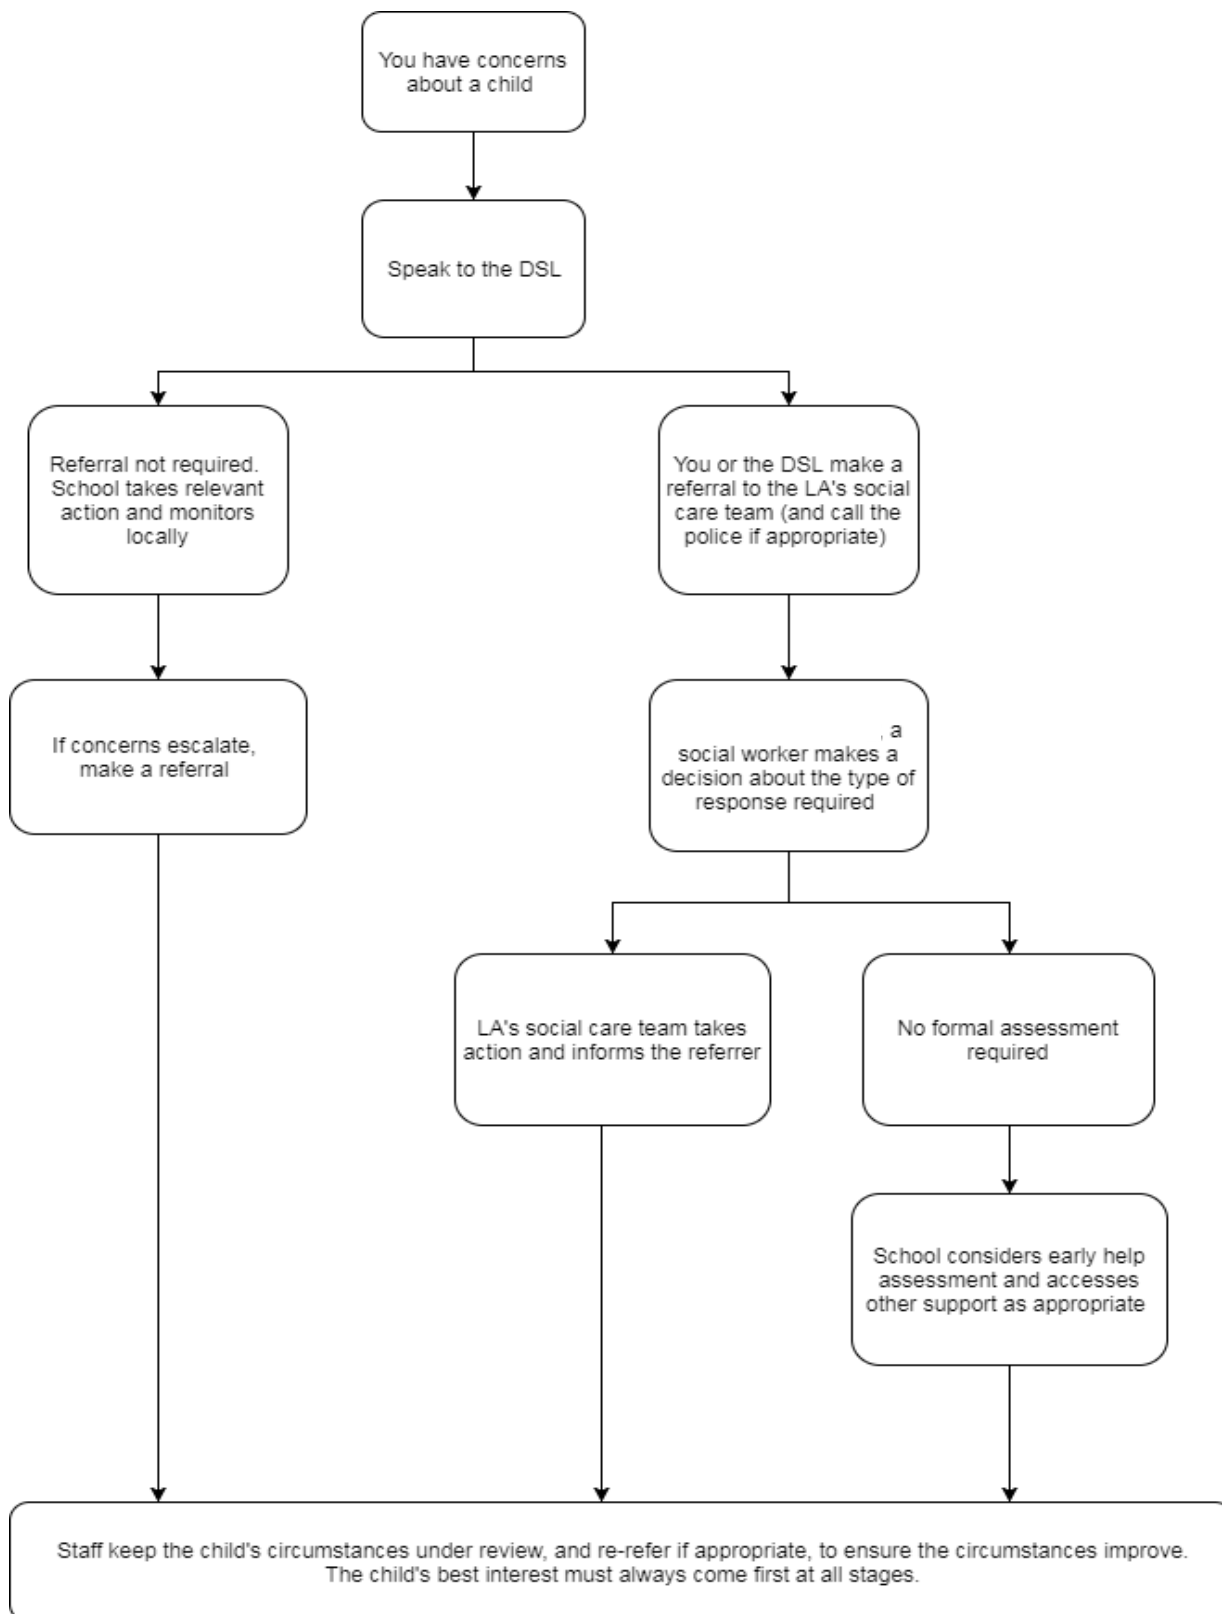 You have concerns
about a child
Speak to the DSL
Referral not required.
School takes relevant
action and monitors
locally
You or the DSL make a
referral to the LA's social
care team (and call the
police if appropriate)
If concerns escalate,
make a referral
, a
social worker makes a
decision about the type of
response required
LA's social care team takes
action and informs the referrer
No formal assessment
required
School considers early help
assessment and accesses
other support as appropriate
Staff keep the child's circumstances under review, and re-refer if appropriate, to ensure the circumstances improve.
The child's best interest must always come first at all stages.